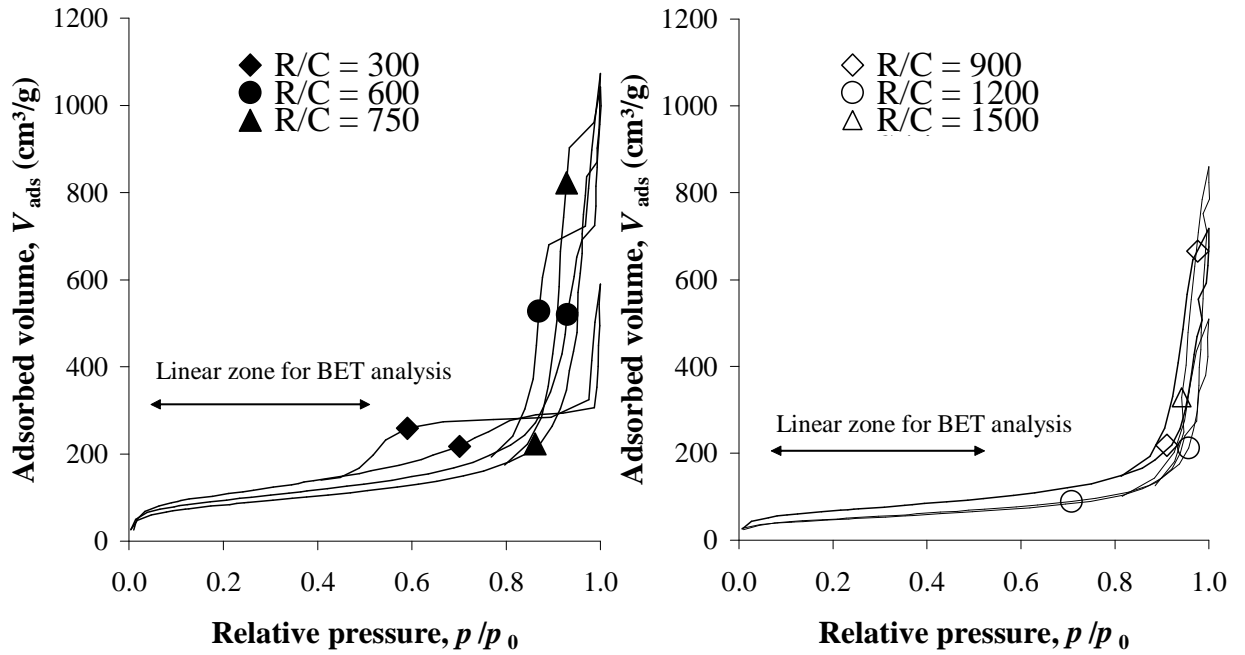 1200
1000
800
600
400
200
0
Adsorbed volume, V ads (cm³/g)
R/C = 300
R/C = 600
R/C = 750
Linear zone for BET analysis
0.0 0.2 0.4 0.6 0.8 1.0
Relative pressure, p/p0
1200
1000
800
600
400
200
0
Adsorbed volume, V ads (cm³/g)
R/C = 900
R/C = 1200
R/C = 1500
Linear zone for BET analysis
0.0 0.2 0.4 0.6 0.8 1.0
Relative pressure, p/p0